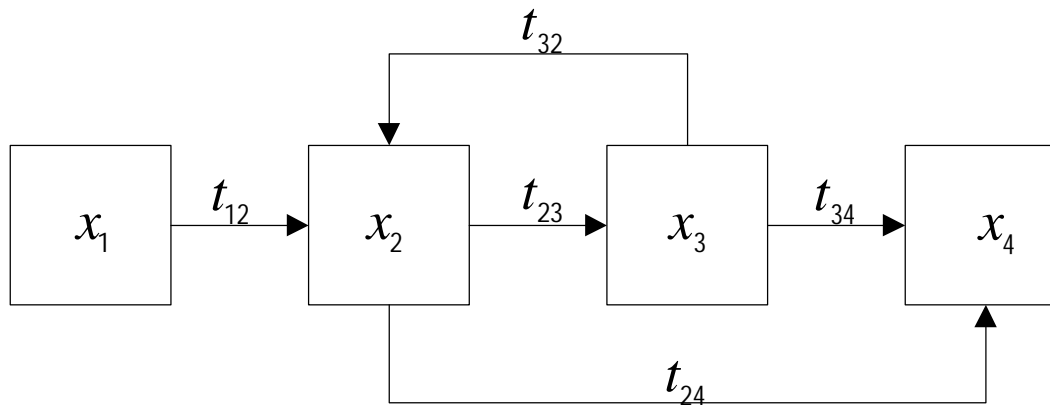 t₃₂
x₁
t₁₂
x₂
t₂₃
x₃
t₃₄
x₄
t₂₄